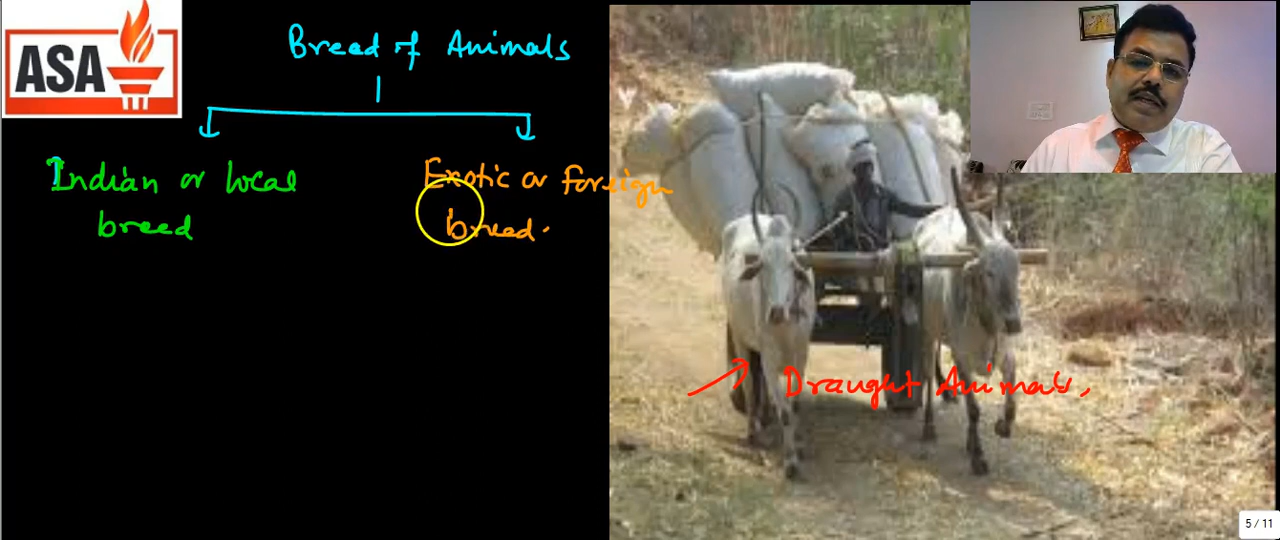 ASA
Breed of Animals
Indian or local
breed
Exotic or foreign
breed.
Draught Animals,
5 / 11